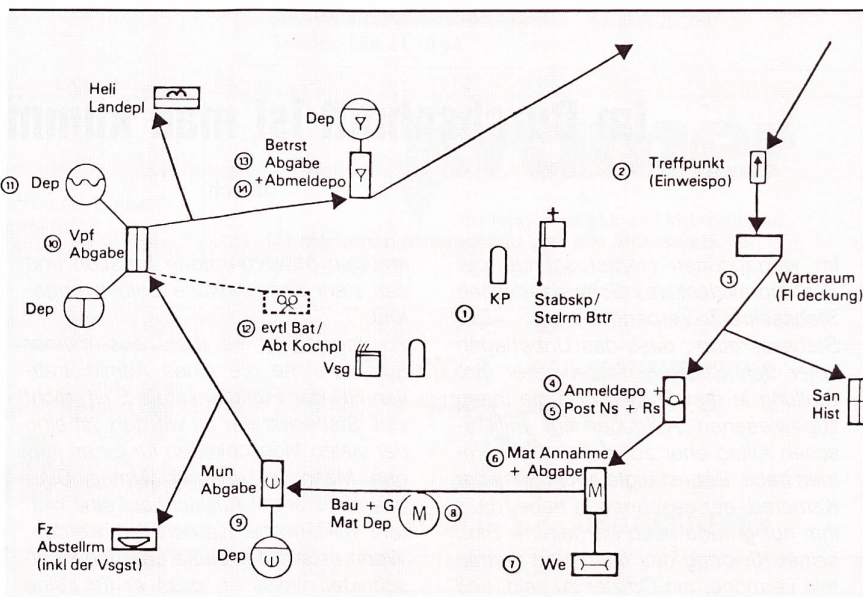 Heli
Landepl
Dep
⑬ Betrst
Abgabe
⑭ +Abmeldepo
② Treffpunkt
(Einweispo)
⑪ Dep
⑩ Vpf
Abgabe
Dep
③ Warteraum
(Fl deckung)
KP
①
Stabskp/
Stelrm Bttr
⑫ evtl Bat/
Abt Kochpl
Vsg
④ Anmeldepo +
⑤ Post Ns + Rs
San
Hist
⑥ Mat Annahme
+ Abgabe
M
Mun
Abgabe
Bau + G
Mat Dep
M
⑧
⑨
Dep
Fz
Abstellrm
(inkl der Vsgst)
⑦ We